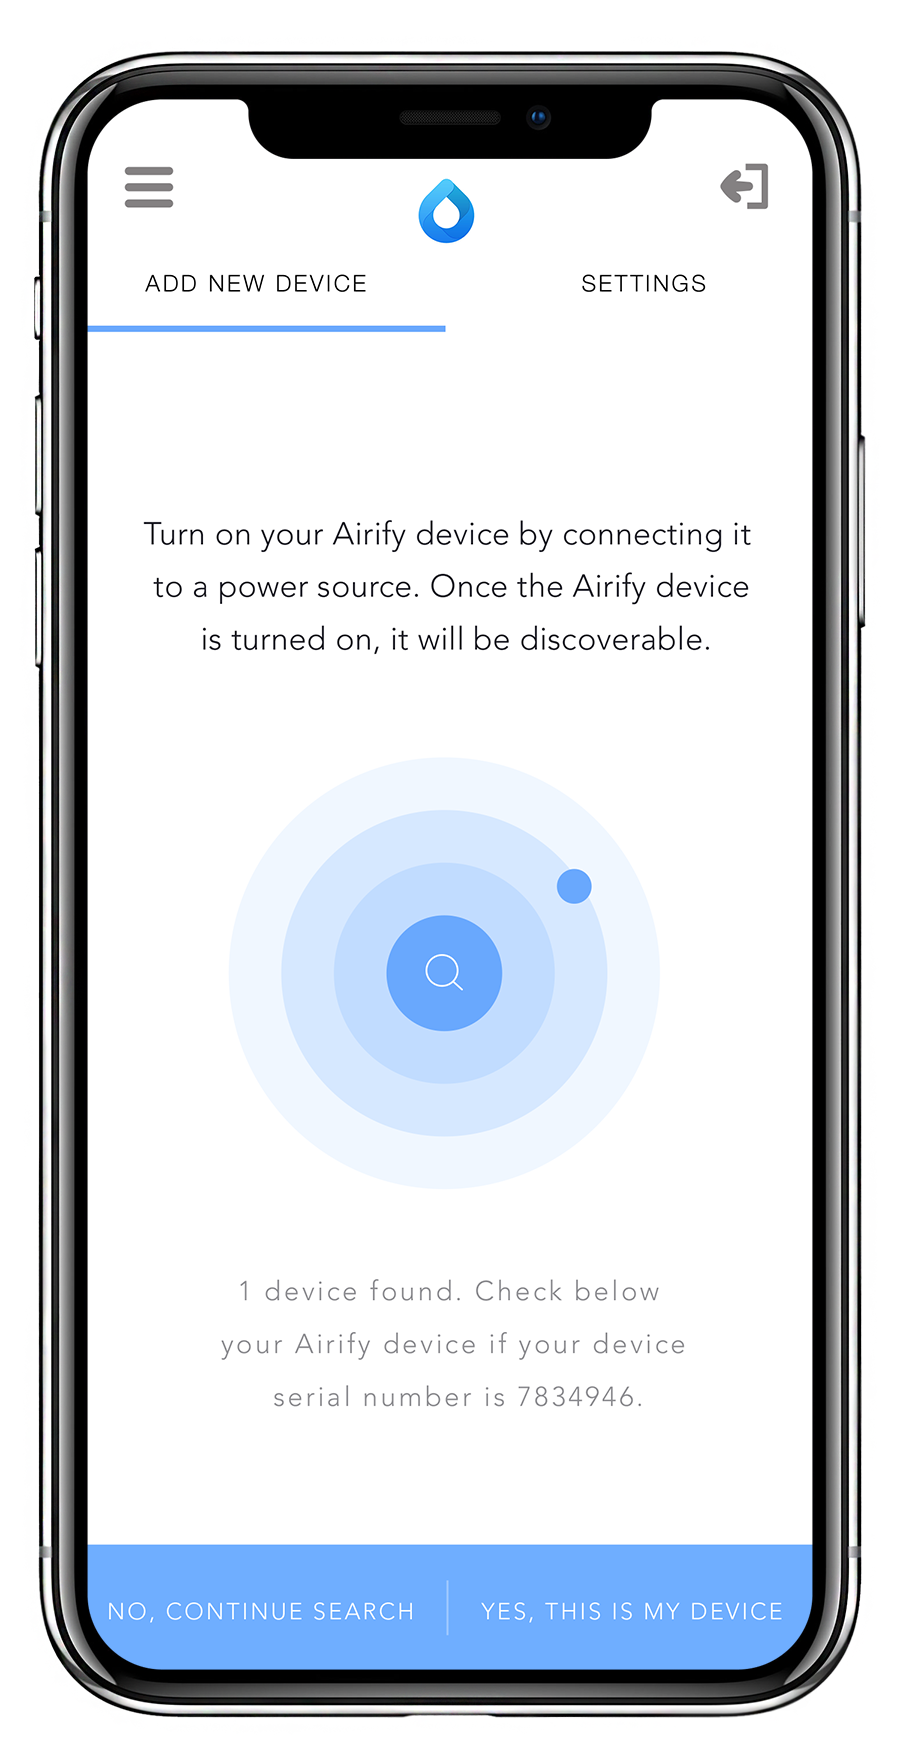 ADD NEW DEVICE
SETTINGS
Turn on your Airify device by connecting it
to a power source. Once the Airify device
is turned on, it will be discoverable.
1 device found. Check below
your Airify device if your device
serial number is 7834946.
NO, CONTINUE SEARCH
YES, THIS IS MY DEVICE